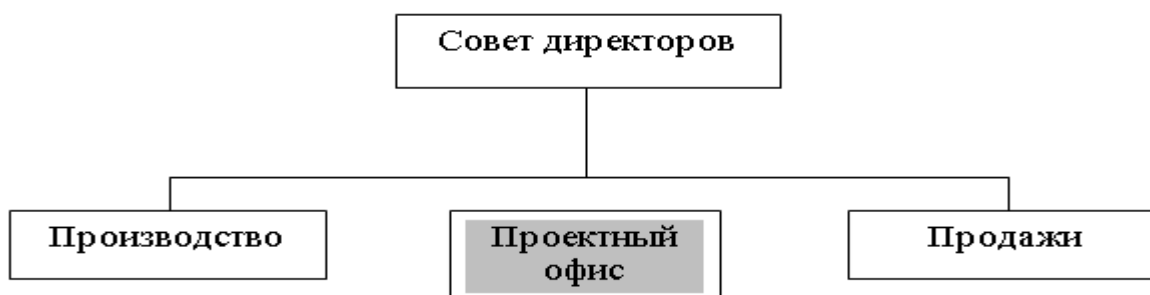 Совет директоров
Производство
Проектный
офис
Продажи